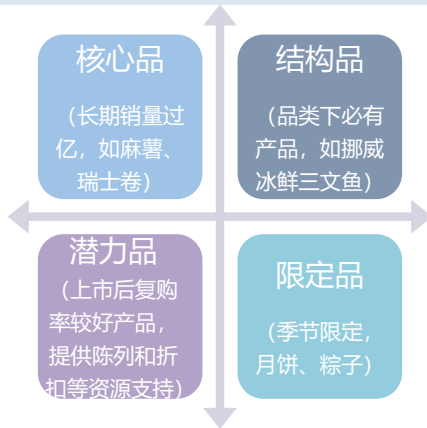 核心品
（长期销量过
亿，如麻薯、
瑞士卷）
结构品
（品类下必有
产品，如挪威
冰鲜三文鱼）
潜力品
（上市后复购
率较好产品，
提供陈列和折
扣等资源支持）
限定品
（季节限定，
月饼、粽子）